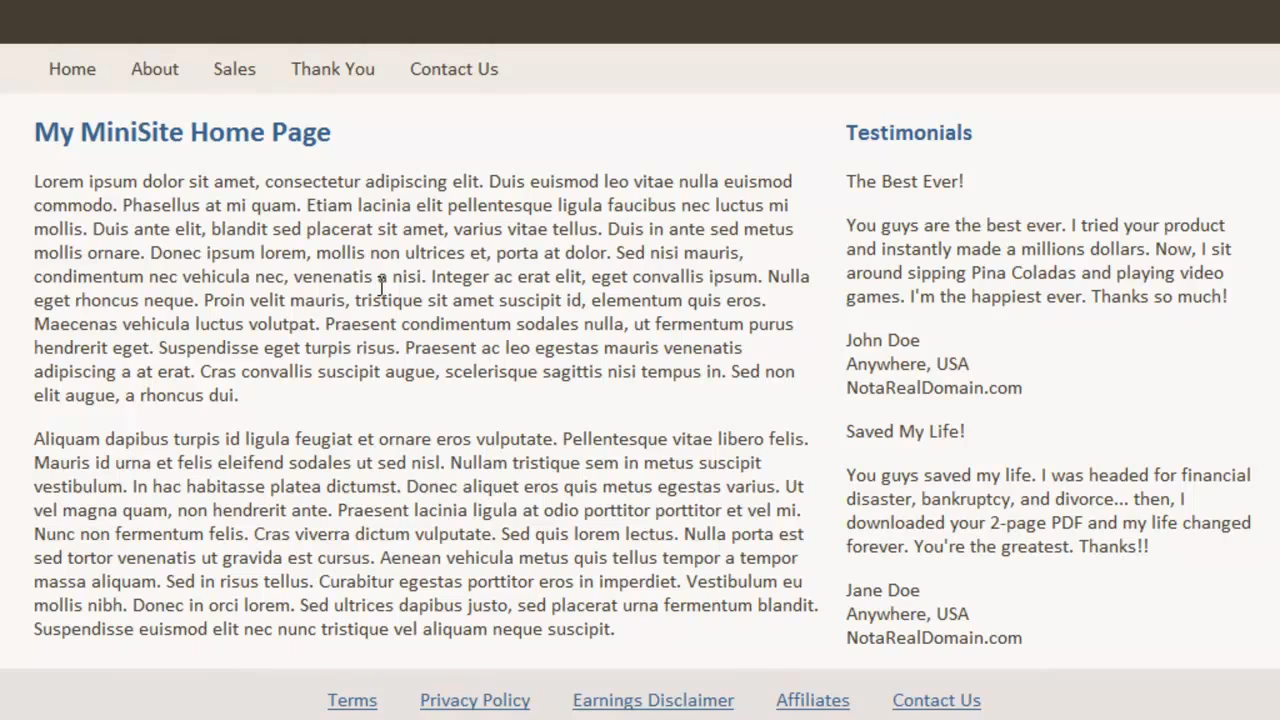 Home About Sales Thank You Contact Us
My MiniSite Home Page
Lorem ipsum dolor sit amet, consectetur adipiscing elit. Duis euismod leo vitae nulla euismod
commodo. Phasellus at mi quam. Etiam lacinia elit pellentesque ligula faucibus nec luctus mi
mollis. Duis ante elit, blandit sed placerat sit amet, varius vitae tellus. Duis in ante sed metus
mollis ornare. Donec ipsum lorem, mollis non ultrices et, porta at dolor. Sed nisi mauris,
condimentum nec vehicula nec, venenatis a nisi. Integer ac erat elit, eget convallis ipsum. Nulla
eget rhoncus neque. Proin velit mauris, tristique sit amet suscipit id, elementum quis eros.
Maecenas vehicula luctus volutpat. Praesent condimentum sodales nulla, ut fermentum purus
hendrerit eget. Suspendisse eget turpis risus. Praesent ac leo egestas mauris venenatis
adipiscing a at erat. Cras convallis suscipit augue, scelerisque sagittis nisi tempus in. Sed non
elit augue, a rhoncus dui.
Aliquam dapibus turpis id ligula feugiat et ornare eros vulputate. Pellentesque vitae libero felis.
Mauris id urna et felis eleifend sodales ut sed nisl. Nullam tristique sem in metus suscipit
vestibulum. In hac habitasse platea dictumst. Donec aliquet eros quis metus egestas varius. Ut
vel magna quam, non hendrerit ante. Praesent lacinia ligula at odio porttitor porttitor et vel mi.
Nunc non fermentum felis. Cras viverra dictum vulputate. Sed quis lorem lectus. Nulla porta est
sed tortor venenatis ut gravida est cursus. Aenean vehicula metus quis tellus tempor a tempor
massa aliquam. Sed in risus tellus. Curabitur egestas porttitor eros in imperdiet. Vestibulum eu
mollis nibh. Donec in orci lorem. Sed ultrices dapibus justo, sed placerat urna fermentum blandit.
Suspendisse euismod elit nec nunc tristique vel aliquam neque suscipit.
Testimonials
The Best Ever!
You guys are the best ever. I tried your product
and instantly made a millions dollars. Now, I sit
around sipping Pina Coladas and playing video
games. I'm the happiest ever. Thanks so much!
John Doe
Anywhere, USA
NotaRealDomain.com
Saved My Life!
You guys saved my life. I was headed for financial
disaster, bankruptcy, and divorce... then, I
downloaded your 2-page PDF and my life changed
forever. You're the greatest. Thanks!!
Jane Doe
Anywhere, USA
NotaRealDomain.com
Terms Privacy Policy Earnings Disclaimer Affiliates Contact Us